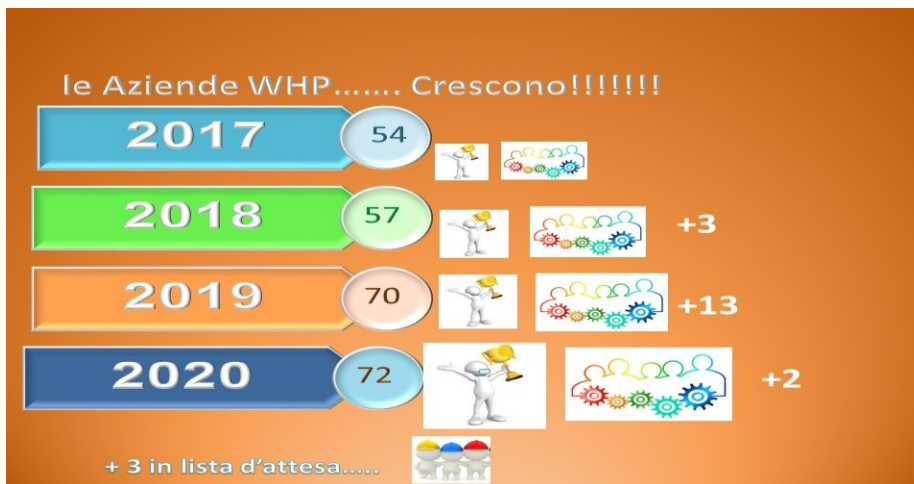 le Aziende WHP....... Crescono!!!!!!!
2017 54
2018 57 +3
2019 70 +13
2020 72 +2
+ 3 in lista d’attesa.....